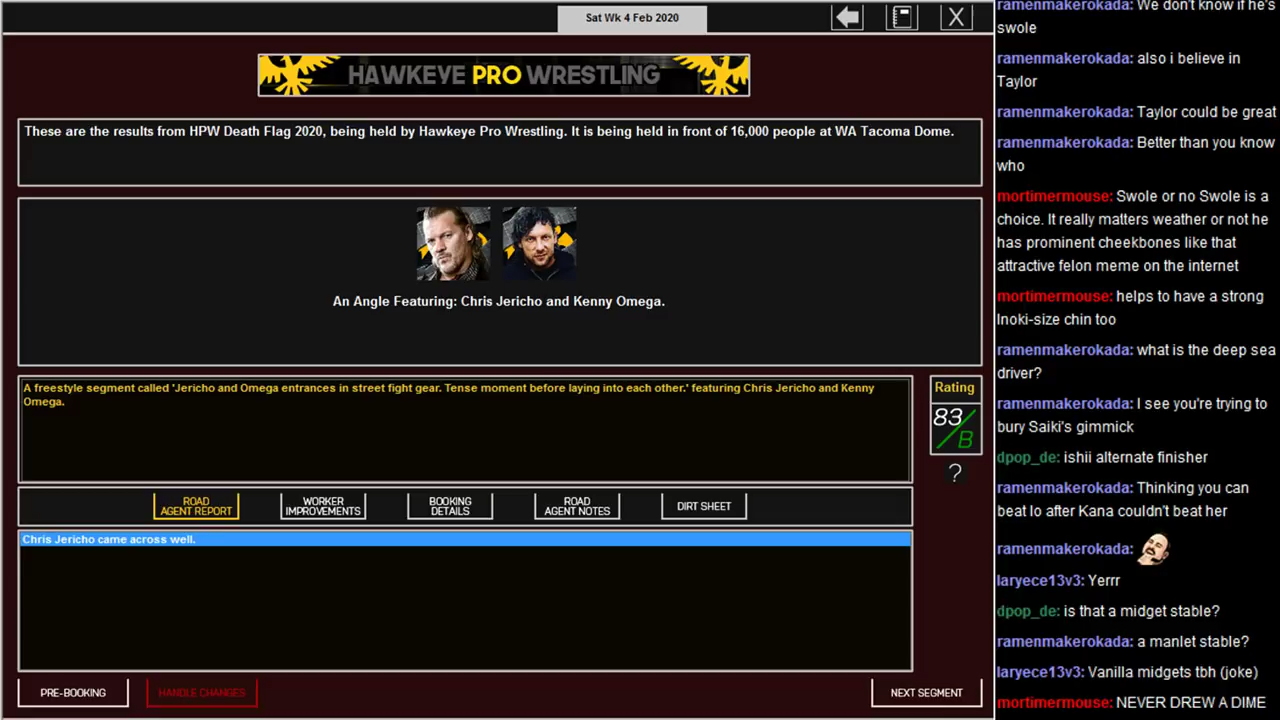 Sat Wk 4 Feb 2020
HAWKEYE PRO WRESTLING
These are the results from HPW Death Flag 2020, being held by Hawkeye Pro Wrestling. It is being held in front of 16,000 people at WA Tacoma Dome.
An Angle Featuring: Chris Jericho and Kenny Omega.
A freestyle segment called 'Jericho and Omega entrances in street fight gear. Tense moment before laying into each other.' featuring Chris Jericho and Kenny
Omega.
Rating
83
B
?
ROAD
AGENT REPORT
WORKER
IMPROVEMENTS
BOOKING
DETAILS
ROAD
AGENT NOTES
DIRT SHEET
Chris Jericho came across well.
PRE-BOOKING
HANDLE CHANGES
NEXT SEGMENT
ramenmakerokada: We don't know if he's
swole
ramenmakerokada: also i believe in
Taylor
ramenmakerokada: Taylor could be great
ramenmakerokada: Better than you know
who
mortimermouse: Swole or no Swole is a
choice. It really matters weather or not he
has prominent cheekbones like that
attractive felon meme on the internet
mortimermouse: helps to have a strong
Inoki-size chin too
ramenmakerokada: what is the deep sea
driver?
ramenmakerokada: I see you're trying to
bury Saiki's gimmick
dpop_de: ishii alternate finisher
ramenmakerokada: Thinking you can
beat Io after Kana couldn't beat her
ramenmakerokada:
laryece13v3: Yerrr
dpop_de: is that a midget stable?
ramenmakerokada: a manlet stable?
laryece13v3: Vanilla midgets tbh (joke)
mortimermouse: NEVER DREW A DIME